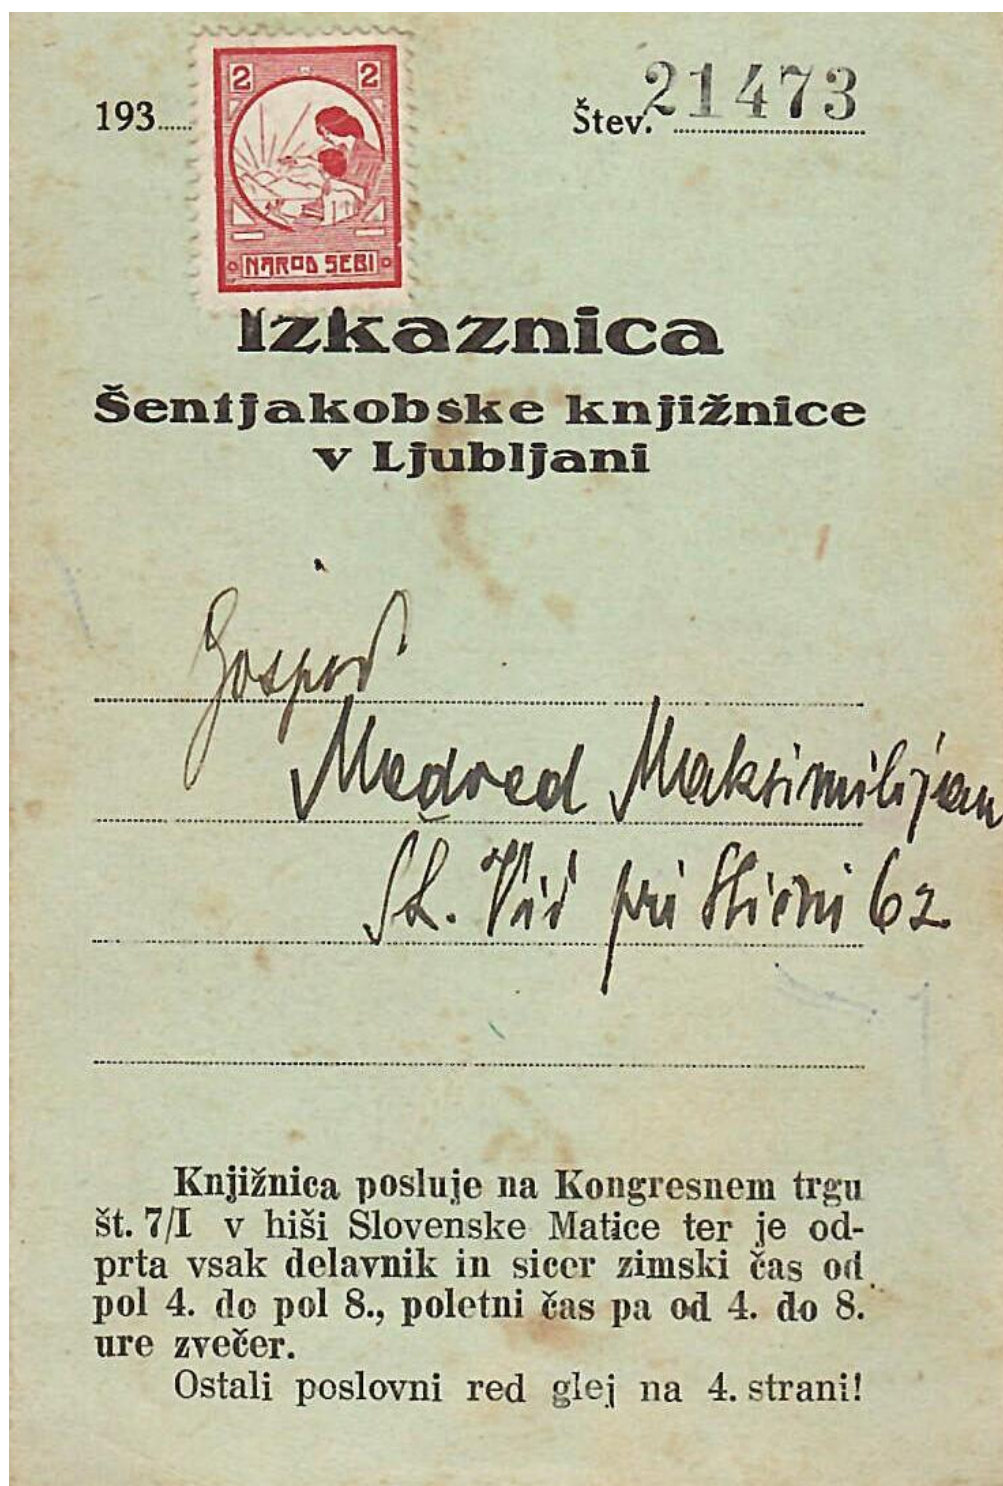 2 2
193..... Štev. 21473
NAROD SEBI
Izkaznica
Šentjakobske knjižnice
v Ljubljani
Gospod
Medved Maksimilijan
St. Vid pri Stični 62
Knjižnica posluje na Kongresnem trgu
št. 7/I v hiši Slovenske Matice ter je od-
prta vsak delavnik in sicer zimski čas od
pol 4. do pol 8., poletni čas pa od 4. do 8.
ure zvečer.
Ostali poslovni red glej na 4. strani!